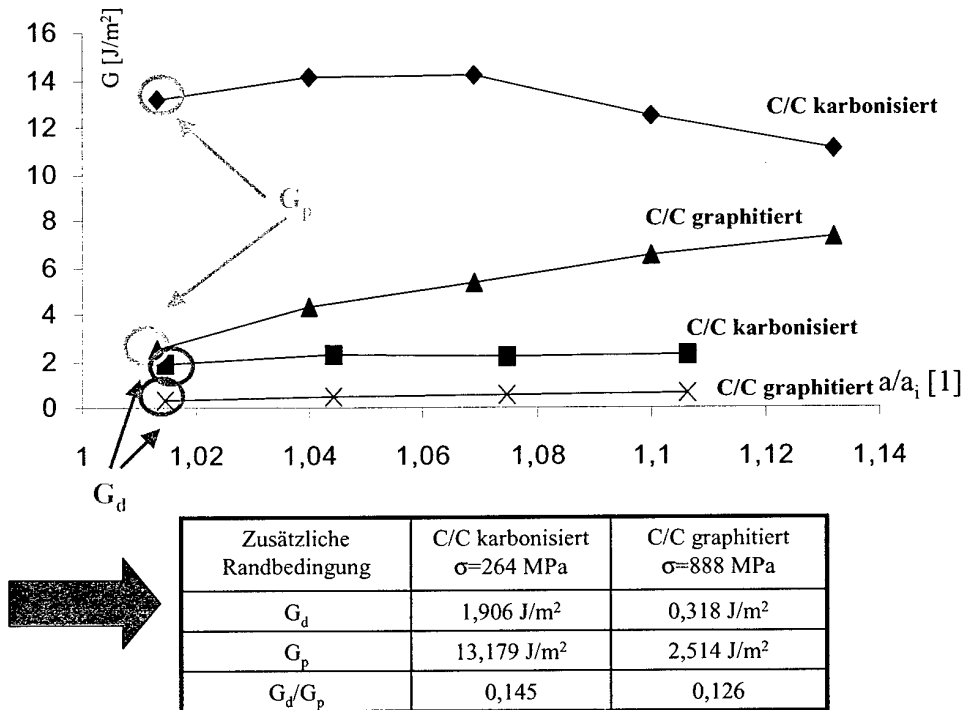 G [J/m²]
16
14
12
10
8
6
4
2
0
C/C karbonisiert
G_p
C/C graphitiert
C/C karbonisiert
C/C graphitiert
a/a_i [1]
1
1,02
1,04
1,06
1,08
1,1
1,12
1,14
G_d
Zusätzliche Randbedingung | C/C karbonisiert σ=264 MPa | C/C graphitiert σ=888 MPa
G_d | 1,906 J/m² | 0,318 J/m²
G_p | 13,179 J/m² | 2,514 J/m²
G_d/G_p | 0,145 | 0,126